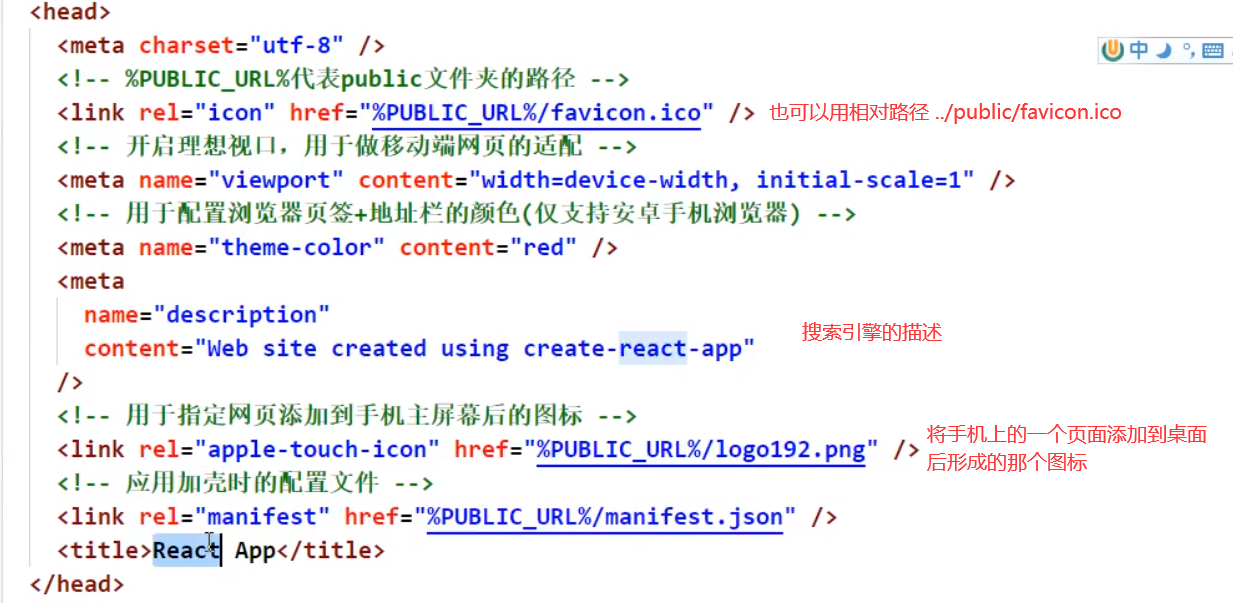 <head>
<meta charset="utf-8" />
<!-- %PUBLIC_URL%代表public文件夹的路径 -->
<link rel="icon" href="%PUBLIC_URL%/favicon.ico" /> 也可以用相对路径 ../public/favicon.ico
<!-- 开启理想视口，用于做移动端网页的适配 -->
<meta name="viewport" content="width=device-width, initial-scale=1" />
<!-- 用于配置浏览器页签+地址栏的颜色(仅支持安卓手机浏览器) -->
<meta name="theme-color" content="red" />
<meta
name="description"
content="Web site created using create-react-app"
搜索引擎的描述
/>
<!-- 用于指定网页添加到手机主屏幕后的图标 -->
<link rel="apple-touch-icon" href="%PUBLIC_URL%/logo192.png" />
将手机上的一个页面添加到桌面
后形成的那个图标
<!-- 应用加壳时的配置文件 -->
<link rel="manifest" href="%PUBLIC_URL%/manifest.json" />
<title>React App</title>
</head>
中